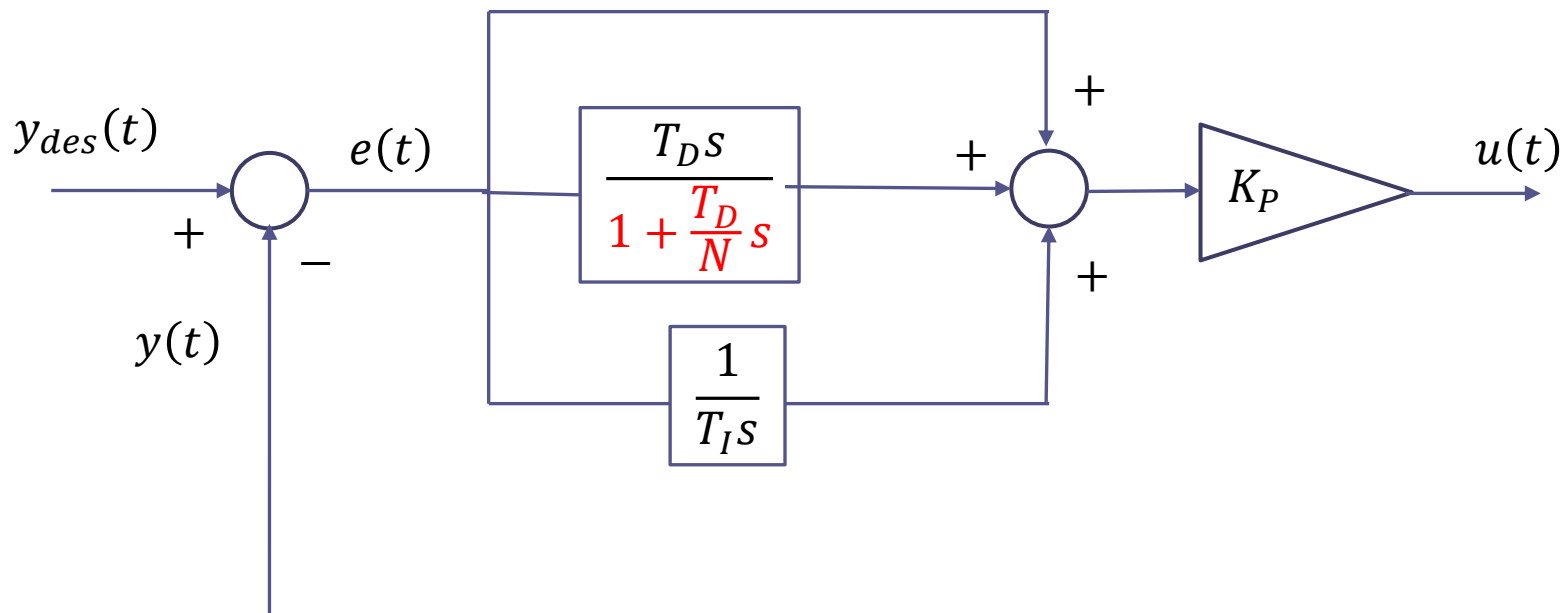 +
y_des(t)
e(t)
T_D s
+
u(t)
K_P
+
1 + T_D/N s
−
+
y(t)
1
T_I s